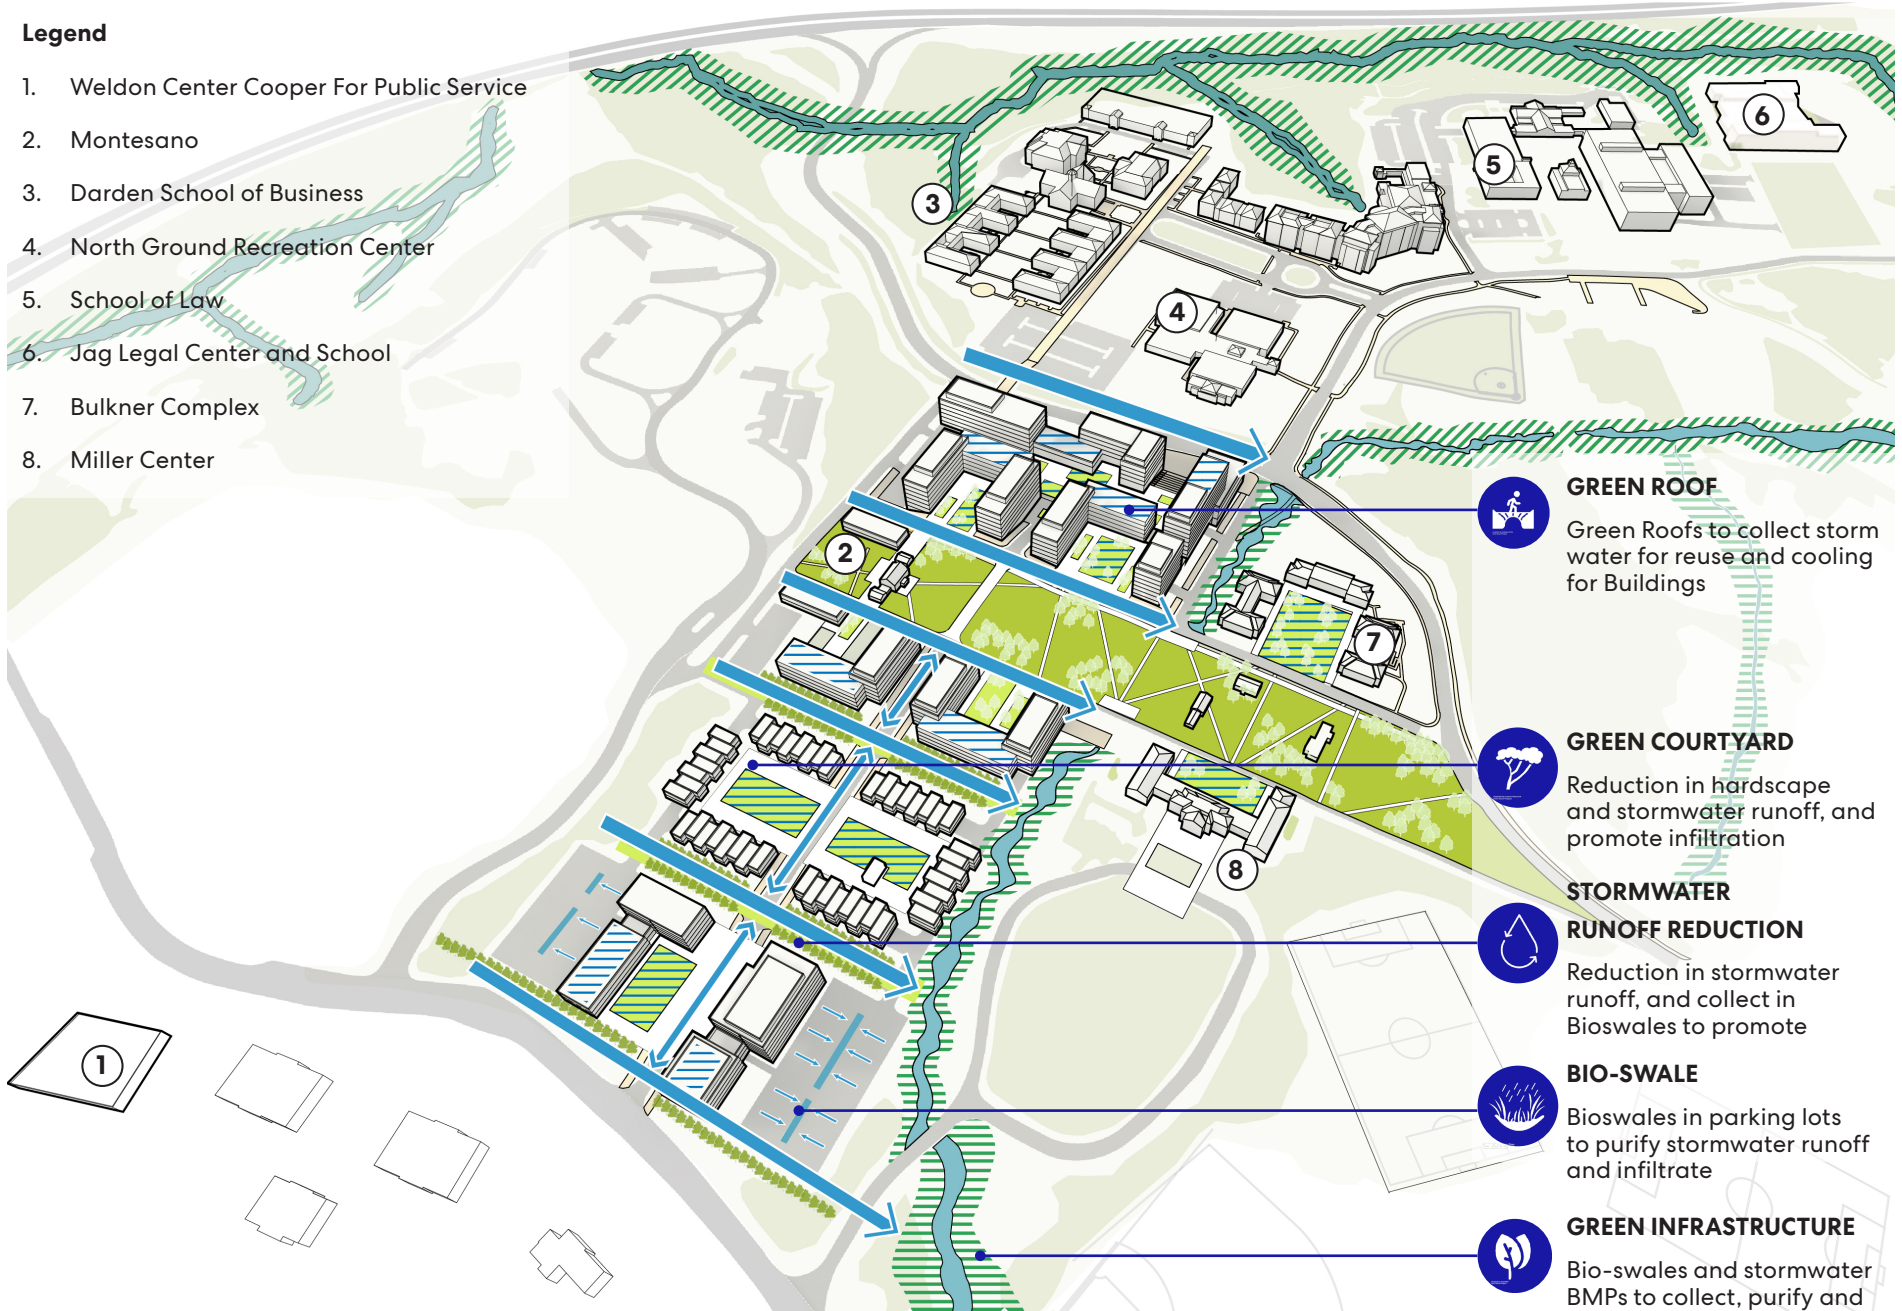 Legend
1. Weldon Center Cooper For Public Service
2. Montesano
3. Darden School of Business
4. North Ground Recreation Center
5. School of Law
6. Jag Legal Center and School
7. Bulkner Complex
8. Miller Center
3
6
5
4
2
7
8
1
GREEN ROOF
Green Roofs to collect storm
water for reuse and cooling
for Buildings
GREEN COURTYARD
Reduction in hardscape
and stormwater runoff, and
promote infiltration
STORMWATER
RUNOFF REDUCTION
Reduction in stormwater
runoff, and collect in
Bioswales to promote
BIO-SWALE
Bioswales in parking lots
to purify stormwater runoff
and infiltrate
GREEN INFRASTRUCTURE
Bio-swales and stormwater
BMPs to collect, purify and